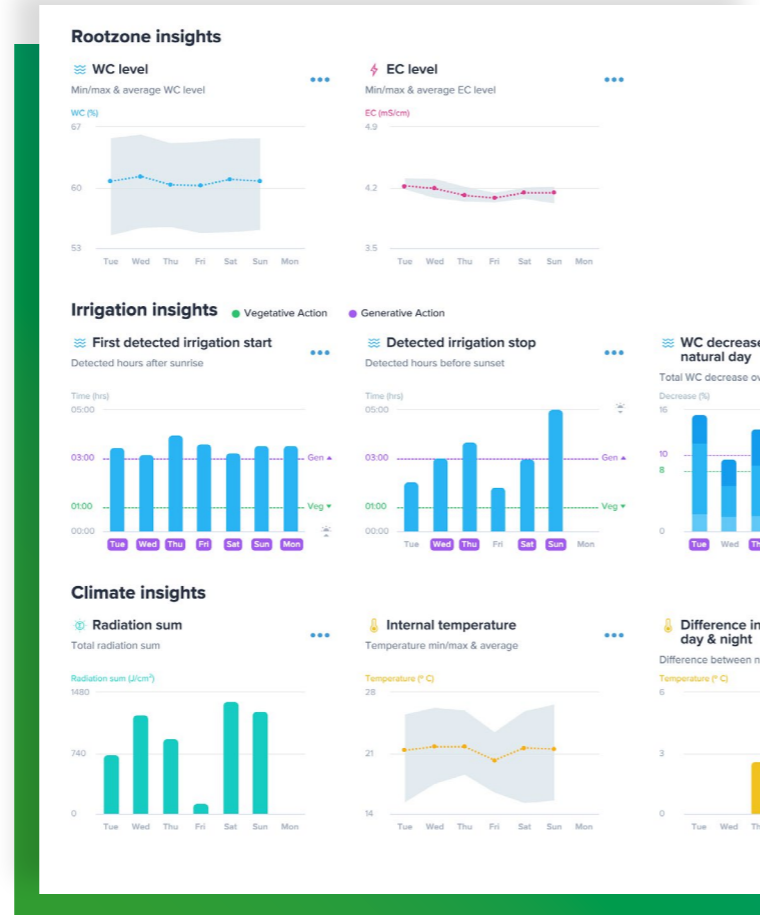 Rootzone insights
WC level
Min/max & average WC level
WC (%)
67
60
53
Tue Wed Thu Fri Sat Sun Mon
EC level
Min/max & average EC level
EC (mS/cm)
4.9
4.2
3.5
Tue Wed Thu Fri Sat Sun Mon
Irrigation insights
Vegetative Action
Generative Action
First detected irrigation start
Detected hours after sunrise
Time (hrs)
05:00
03:00
01:00
00:00
Gen
Veg
Tue Wed Thu Fri Sat Sun Mon
Detected irrigation stop
Detected hours before sunset
Time (hrs)
05:00
03:00
01:00
00:00
Gen
Veg
Tue Wed Thu Fri Sat Sun Mon
WC decrease
natural day
Total WC decrease ov
Decrease (%)
16
10
8
0
Tue Wed Th
Climate insights
Radiation sum
Total radiation sum
Radiation sum (J/cm²)
1480
740
0
Tue Wed Thu Fri Sat Sun Mon
Internal temperature
Temperature min/max & average
Temperature (° C)
28
21
14
Tue Wed Thu Fri Sat Sun Mon
Difference in
day & night
Difference between n
Temperature (° C)
6
3
0
Tue Wed Th